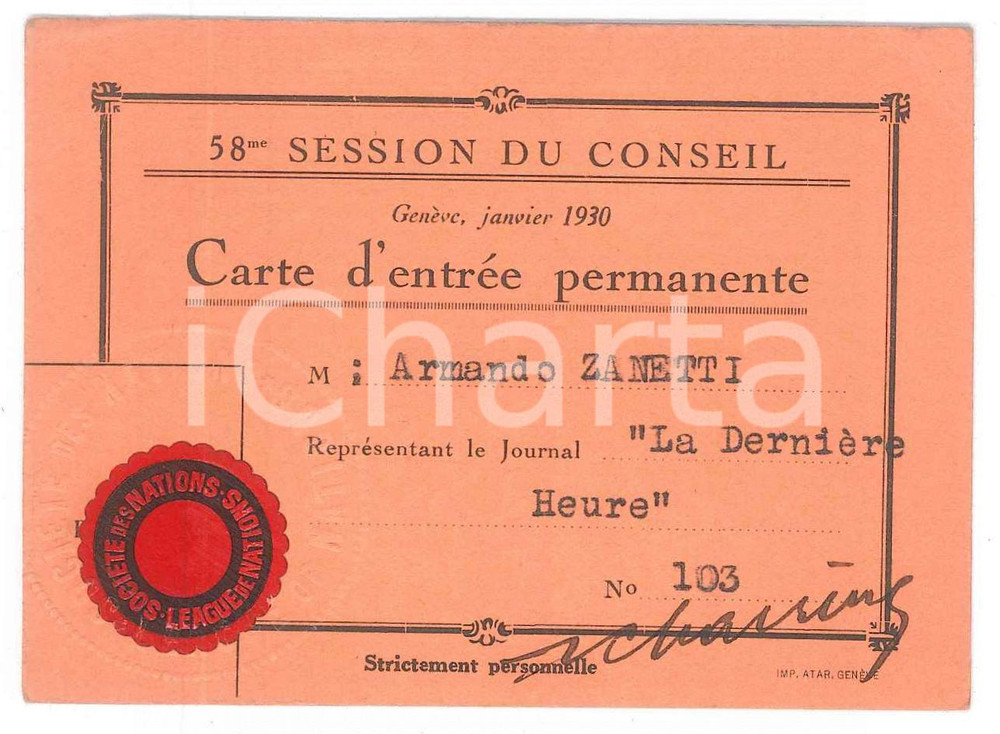 58me SESSION DU CONSEIL
Genève, janvier 1930
Carte d'entrée permanente
iCharta
M ; Armando ZANETTI
Représentant le Journal "La Dernière
Heure"
No 103
SOCIETE DES NATIONS · LEAGUE OF NATIONS ·
Strictement personnelle
IMP. ATAR. GENÈVE